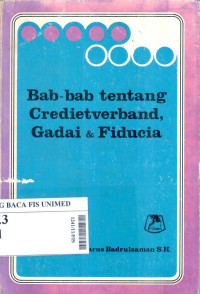 Bab-bab tentang
Credietverband,
Gadai & Fiducia
G BACA FIS UNIMED
.3
arus Badrulzaman S.H.